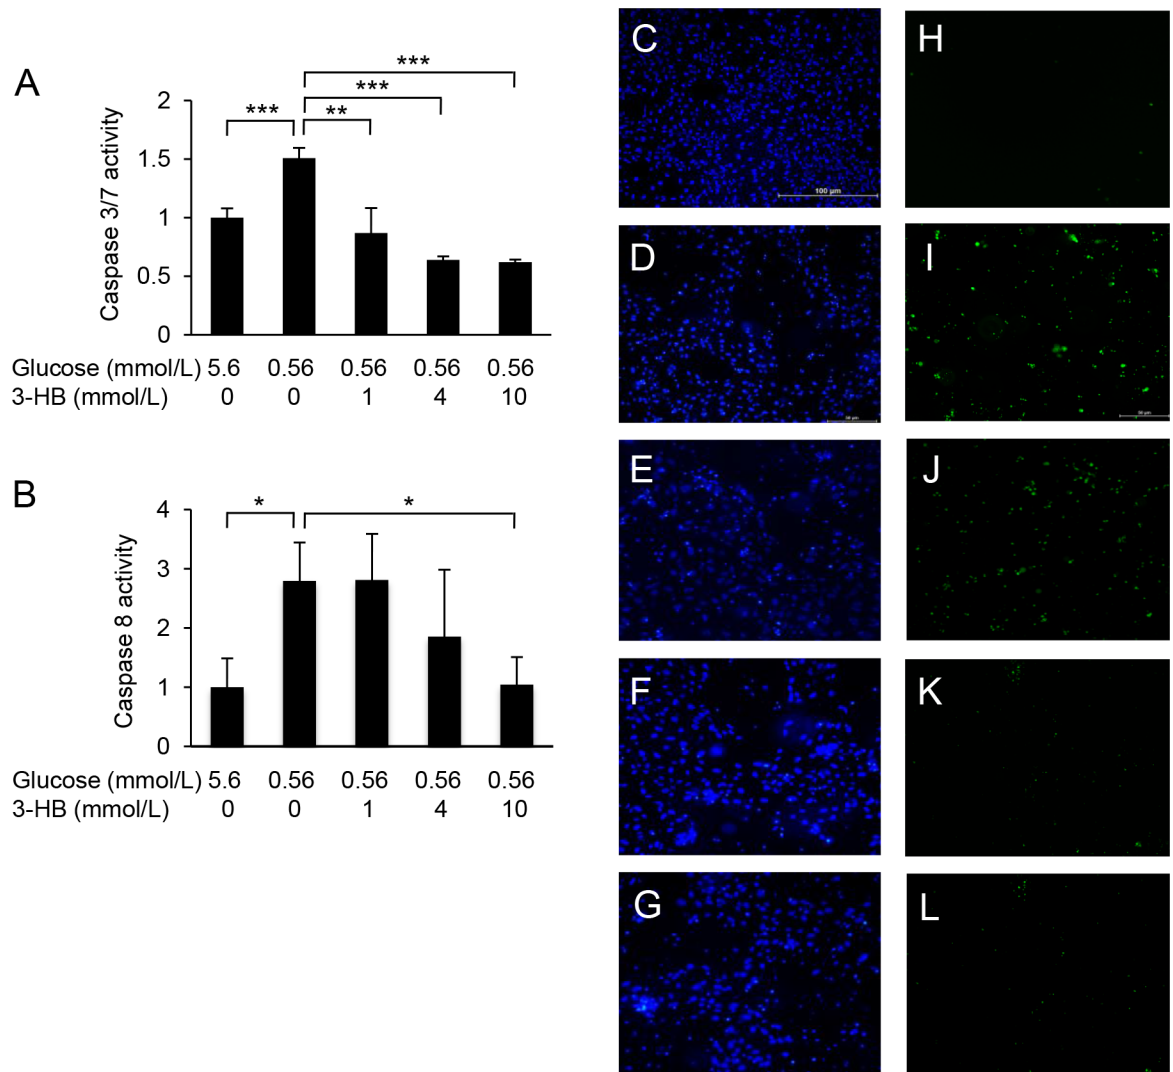 A
***
***
*** **
Caspase 3/7 activity
2
1.5
1
0.5
0
Glucose (mmol/L) 5.6 0.56 0.56 0.56 0.56
3-HB (mmol/L) 0 0 1 4 10
B
* *
Caspase 8 activity
4
3
2
1
0
Glucose (mmol/L) 5.6 0.56 0.56 0.56 0.56
3-HB (mmol/L) 0 0 1 4 10
C
100 μm
H
D
I
E
J
F
K
G
L